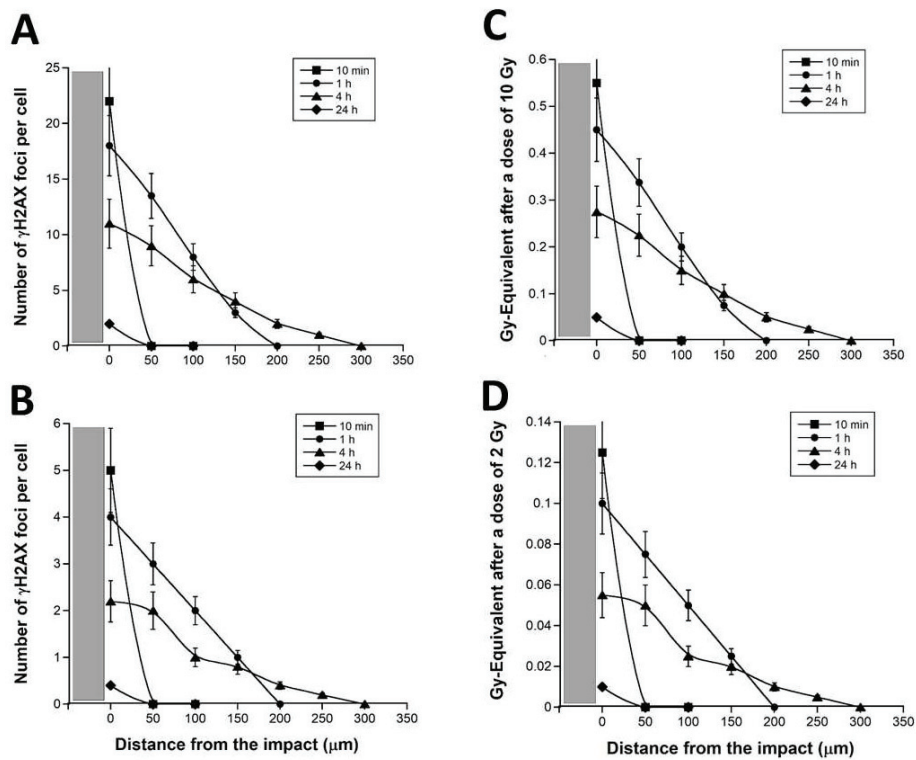 A
Number of γH2AX foci per cell
25
20
15
10
5
0
10 min
1 h
4 h
24 h
0 50 100 150 200 250 300 350
C
Gy-Equivalent after a dose of 10 Gy
0.6
0.5
0.4
0.3
0.2
0.1
0
10 min
1 h
4 h
24 h
0 50 100 150 200 250 300 350
B
Number of γH2AX foci per cell
6
5
4
3
2
1
0
10 min
1 h
4 h
24 h
0 50 100 150 200 250 300 350
Distance from the impact (μm)
D
Gy-Equivalent after a dose of 2 Gy
0.14
0.12
0.1
0.08
0.06
0.04
0.02
0
10 min
1 h
4 h
24 h
0 50 100 150 200 250 300 350
Distance from the impact (μm)